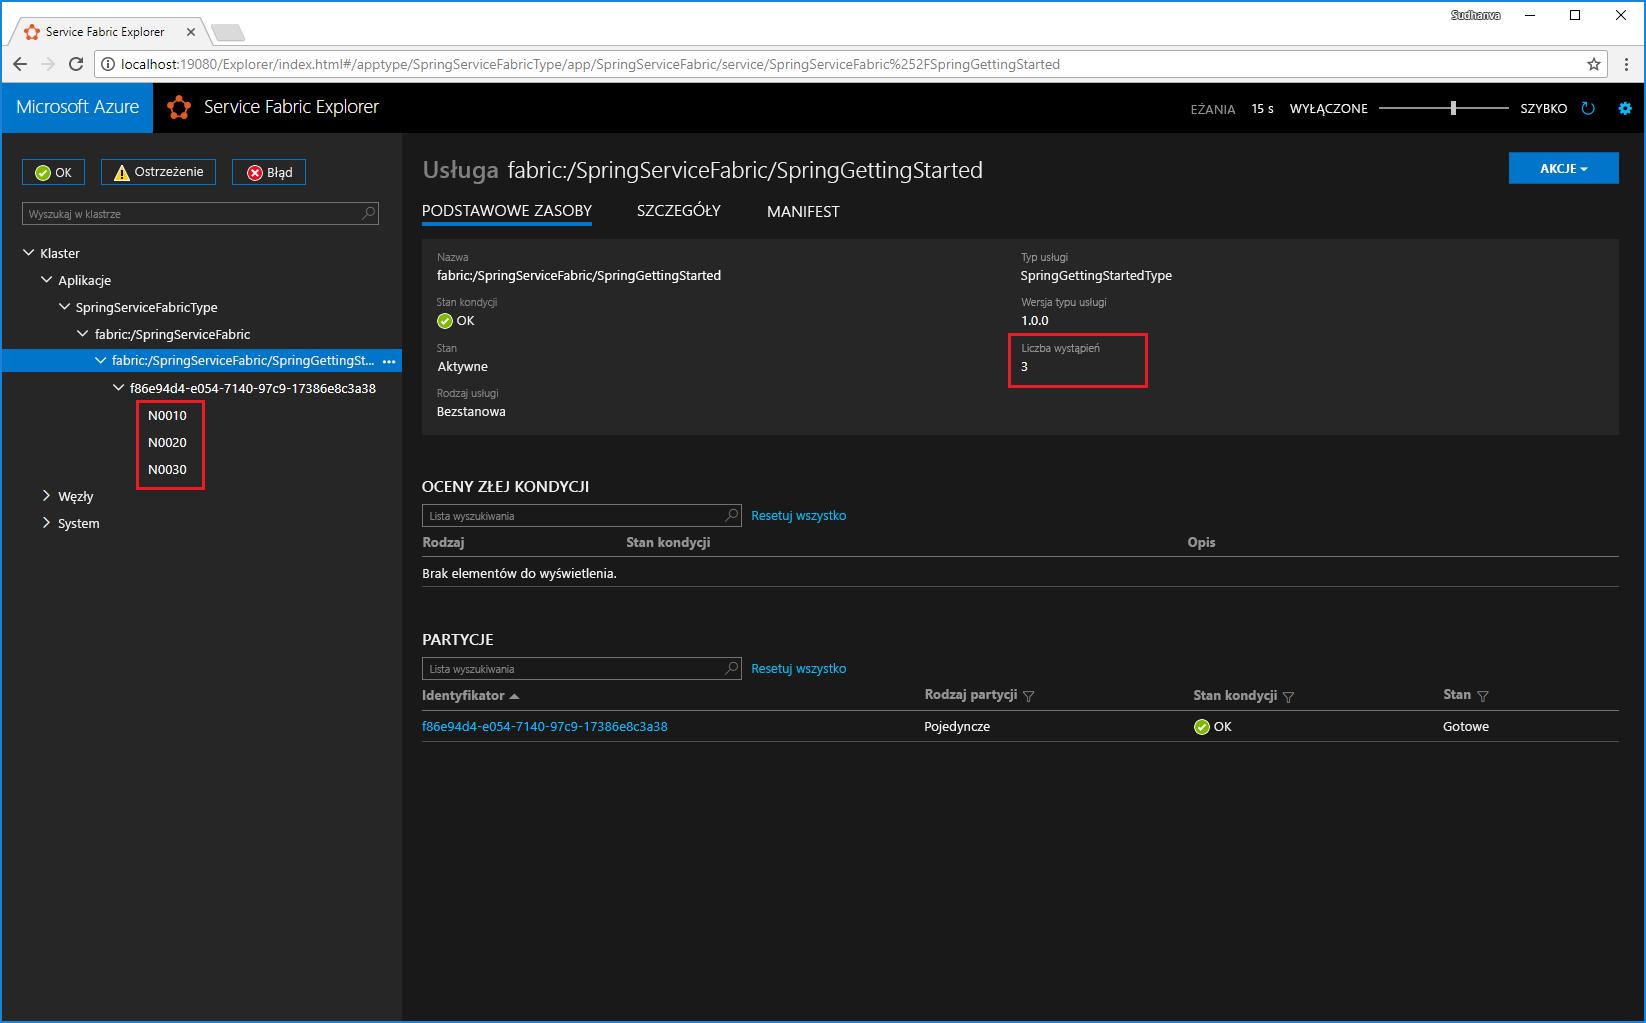 Sudhanva
Service Fabric Explorer
localhost:19080/Explorer/index.html#/apptype/SpringServiceFabricType/app/SpringServiceFabric/service/SpringServiceFabric%252FSpringGettingStarted
Microsoft Azure
Service Fabric Explorer
EŻANIA 15 s WYŁĄCZONE SZYBKO
OK
Ostrzeżenie
Błąd
Wyszukaj w klastrze
Klaster
Aplikacje
SpringServiceFabricType
fabric:/SpringServiceFabric
fabric:/SpringServiceFabric/SpringGettingSt...
f86e94d4-e054-7140-97c9-17386e8c3a38
N0010
N0020
N0030
Węzły
System
Usługa fabric:/SpringServiceFabric/SpringGettingStarted
AKCJE
PODSTAWOWE ZASOBY
SZCZEGÓŁY
MANIFEST
Nazwa
fabric:/SpringServiceFabric/SpringGettingStarted
Stan kondycji
OK
Stan
Aktywne
Rodzaj usługi
Bezstanowa
Typ usługi
SpringGettingStartedType
Wersja typu usługi
1.0.0
Liczba wystąpień
3
OCENY ZŁEJ KONDYCJI
Lista wyszukiwania
Resetuj wszystko
Rodzaj Stan kondycji Opis
Brak elementów do wyświetlenia.
PARTYCJE
Lista wyszukiwania
Resetuj wszystko
Identyfikator Rodzaj partycji Stan kondycji Stan
f86e94d4-e054-7140-97c9-17386e8c3a38 Pojedyncze OK Gotowe